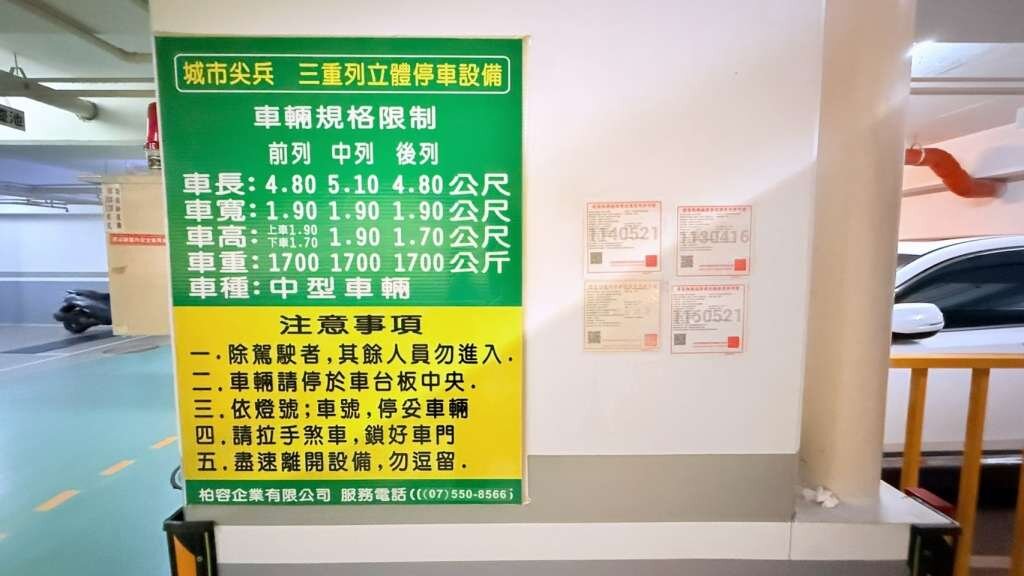 城市尖兵 三重列立體停車設備
車輛規格限制
前列 中列 後列
車長：4.80 5.10 4.80 公尺
車寬：1.90 1.90 1.90 公尺
車高：上車1.90 下車1.70 1.90 1.70 公尺
車重：1700 1700 1700 公斤
車種：中型車輛
注意事項
一．除駕駛者，其餘人員勿進入．
二．車輛請停於車台板中央．
三．依燈號；車號，停妥車輛
四．請拉手煞車，鎖好車門
五．盡速離開設備，勿逗留．
柏容企業有限公司 服務電話 ((07)550-8566)
1140521
1130416
1150521